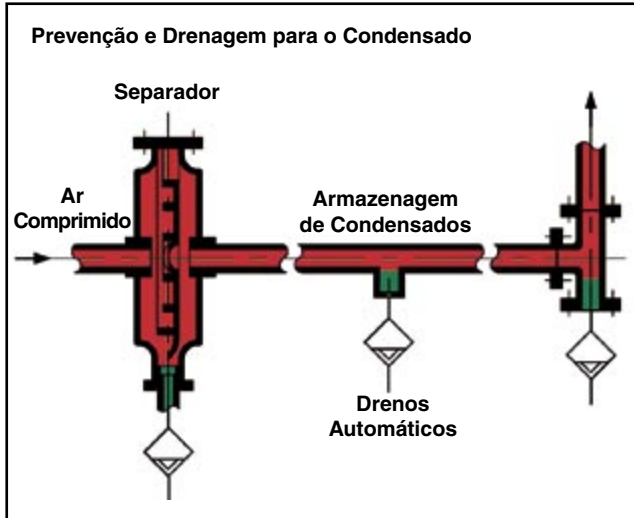 Prevenção e Drenagem para o Condensado
Separador
Ar
Comprimido
Armazenagem
de Condensados
Drenos
Automáticos